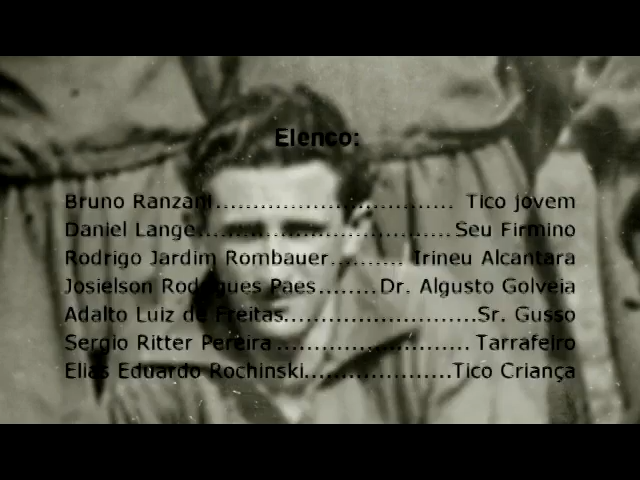 Elenco:
Bruno Ranzani.............................. Tico jovem
Daniel Lange..................................Seu Firmino
Rodrigo Jardim Rombauer.......... Irineu Alcantara
Josielson Rodrigues Paes........Dr. Algusto Golveia
Adalto Luiz de Freitas.........................Sr. Gusso
Sergio Ritter Pereira......................... Tarrafeiro
Elias Eduardo Rochinski...................Tico Criança